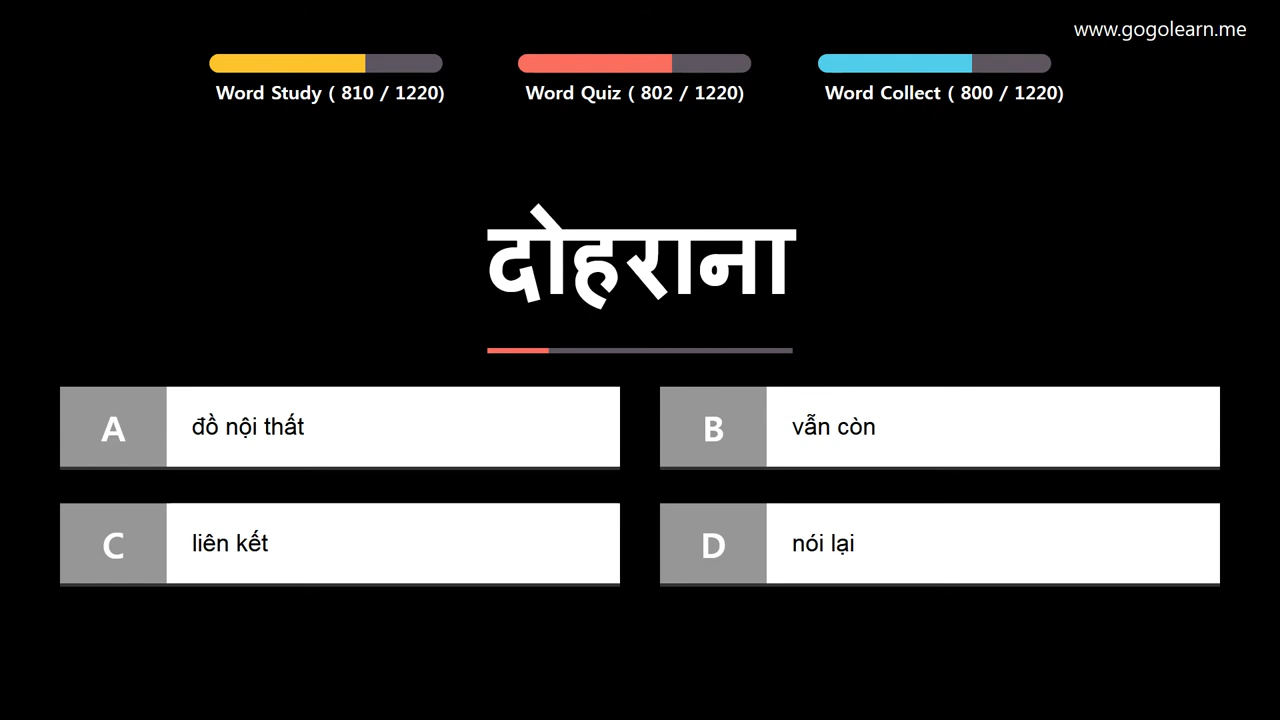 www.gogolearn.me
Word Study ( 810 / 1220)
Word Quiz ( 802 / 1220)
Word Collect ( 800 / 1220)
दोहराना
A đồ nội thất
B vẫn còn
C liên kết
D nói lại